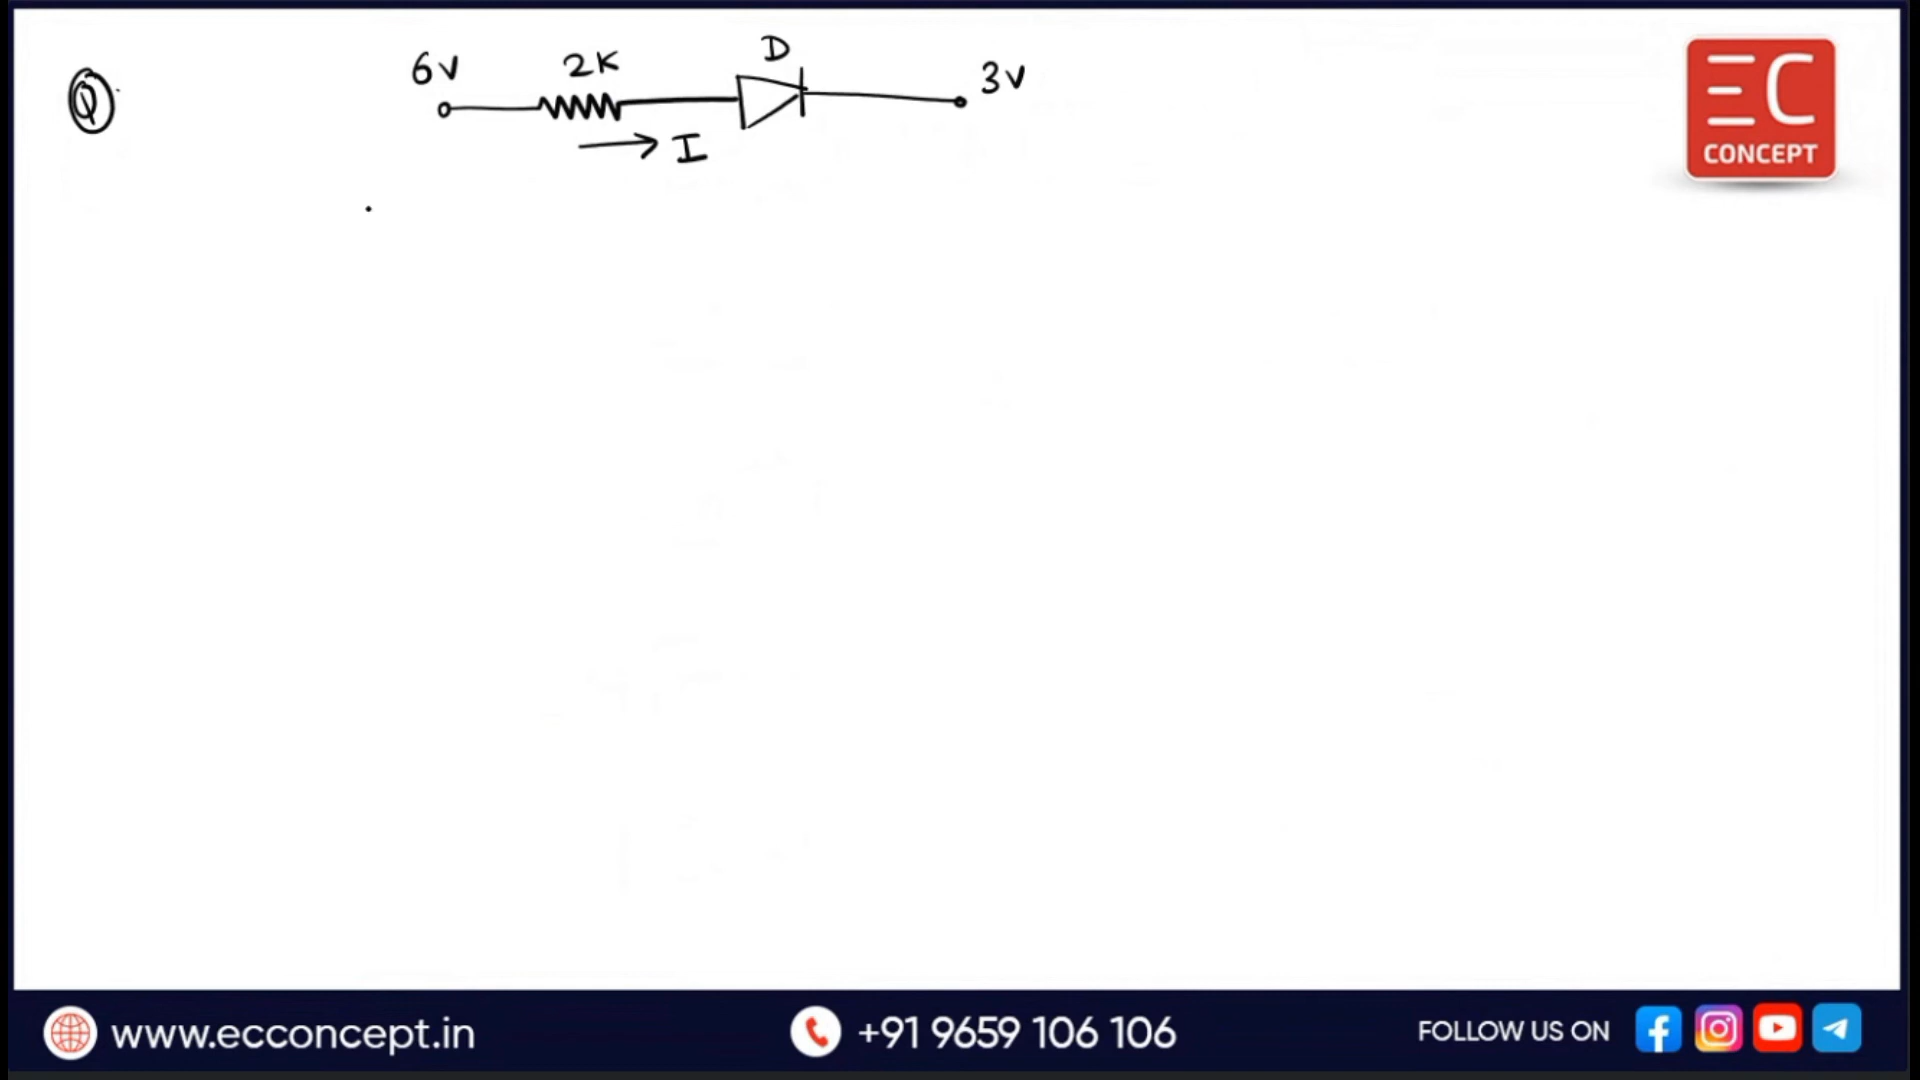 Q
6V 2K D 3V
I
EC
CONCEPT
www.ecconcept.in +91 9659 106 106 FOLLOW US ON